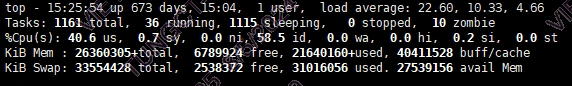 top - 15:25:54 up 673 days, 15:04, 1 user, load average: 22.60, 10.33, 4.66
Tasks: 1161 total, 36 running, 1115 sleeping, 0 stopped, 10 zombie
%Cpu(s): 40.6 us, 0.7 sy, 0.0 ni, 58.5 id, 0.0 wa, 0.0 hi, 0.2 si, 0.0 st
KiB Mem : 26360305+total, 6789924 free, 21640160+used, 40411528 buff/cache
KiB Swap: 33554428 total, 2538372 free, 31016056 used. 27539156 avail Mem